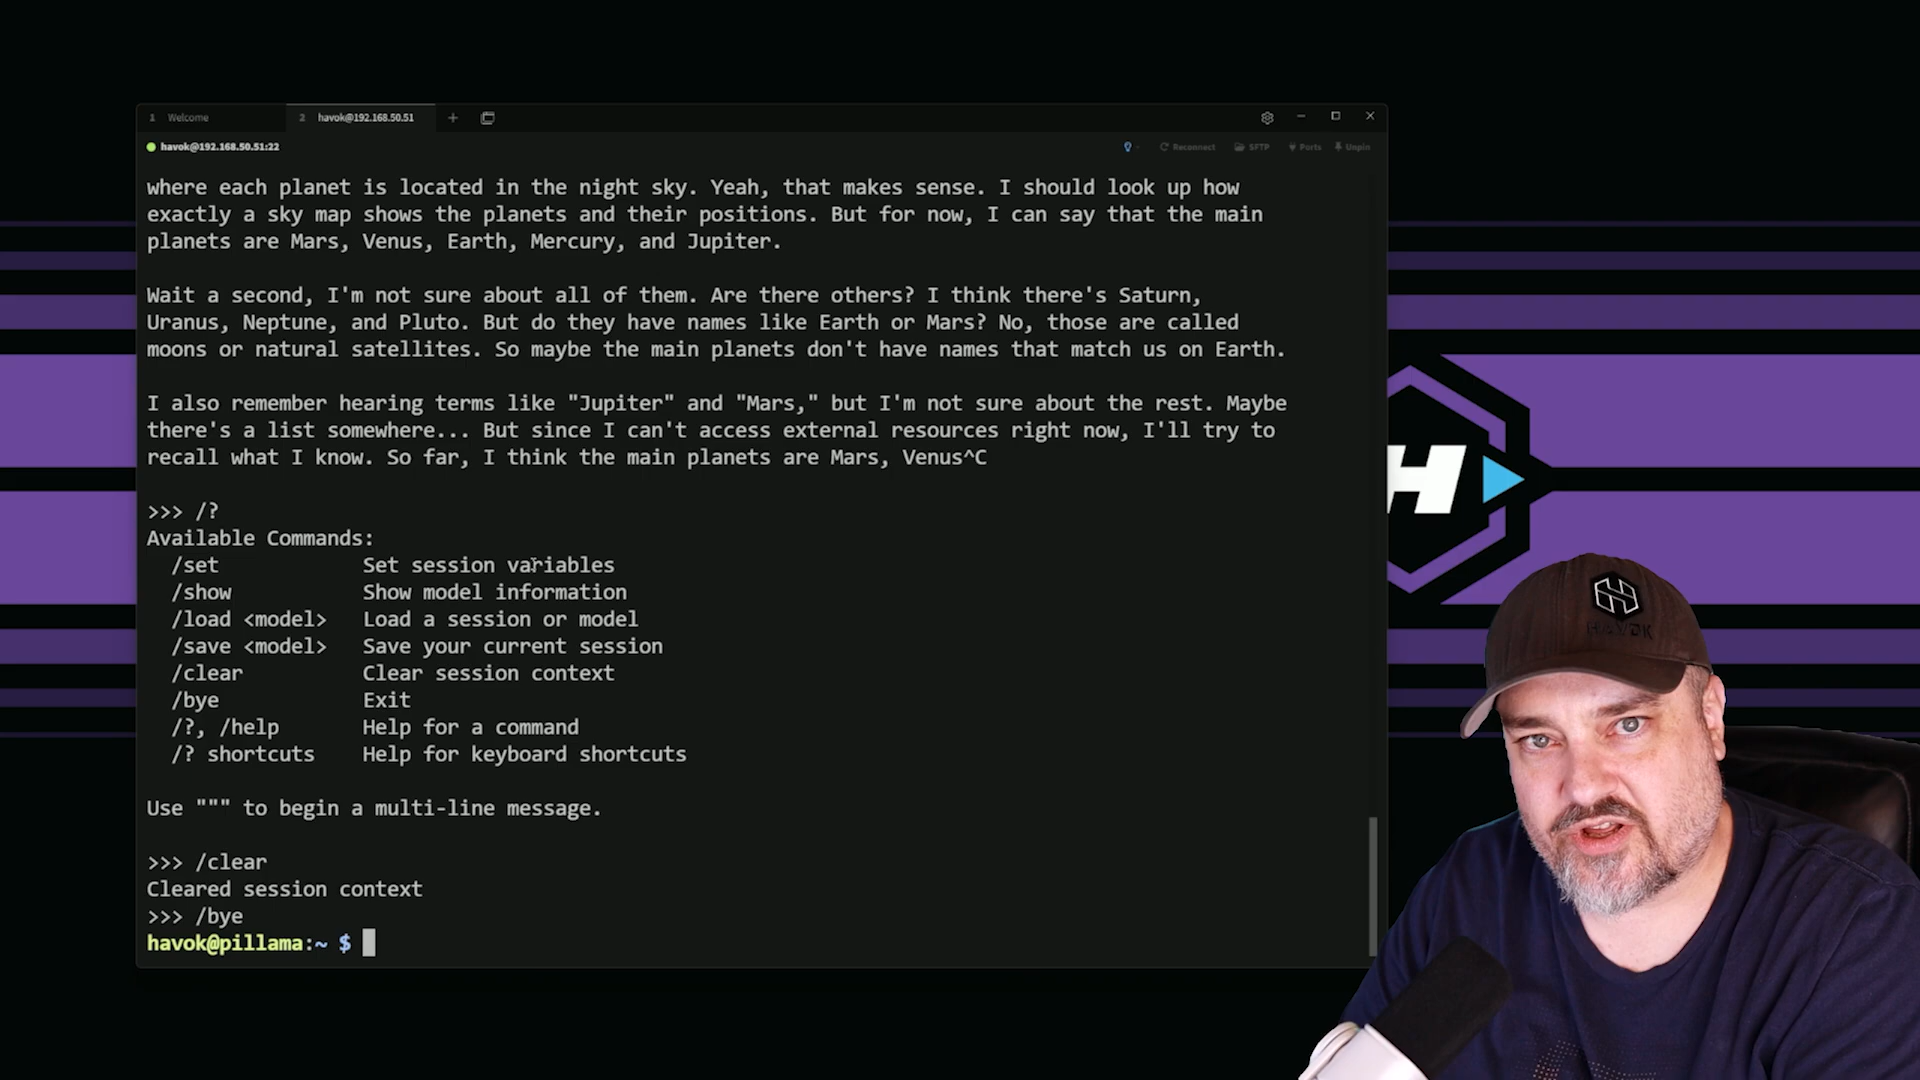 1 Welcome
2 havok@192.168.50.51
havok@192.168.50.51:22
Reconnect SFTP Ports Unpin
where each planet is located in the night sky. Yeah, that makes sense. I should look up how
exactly a sky map shows the planets and their positions. But for now, I can say that the main
planets are Mars, Venus, Earth, Mercury, and Jupiter.
Wait a second, I'm not sure about all of them. Are there others? I think there's Saturn,
Uranus, Neptune, and Pluto. But do they have names like Earth or Mars? No, those are called
moons or natural satellites. So maybe the main planets don't have names that match us on Earth.
I also remember hearing terms like "Jupiter" and "Mars," but I'm not sure about the rest. Maybe
there's a list somewhere... But since I can't access external resources right now, I'll try to
recall what I know. So far, I think the main planets are Mars, Venus^C
>>> /?
Available Commands:
/set Set session variables
/show Show model information
/load <model> Load a session or model
/save <model> Save your current session
/clear Clear session context
/bye Exit
/?, /help Help for a command
/? shortcuts Help for keyboard shortcuts
Use """ to begin a multi-line message.
>>> /clear
Cleared session context
>>> /bye
havok@pillama:~ $
H
HAVOK